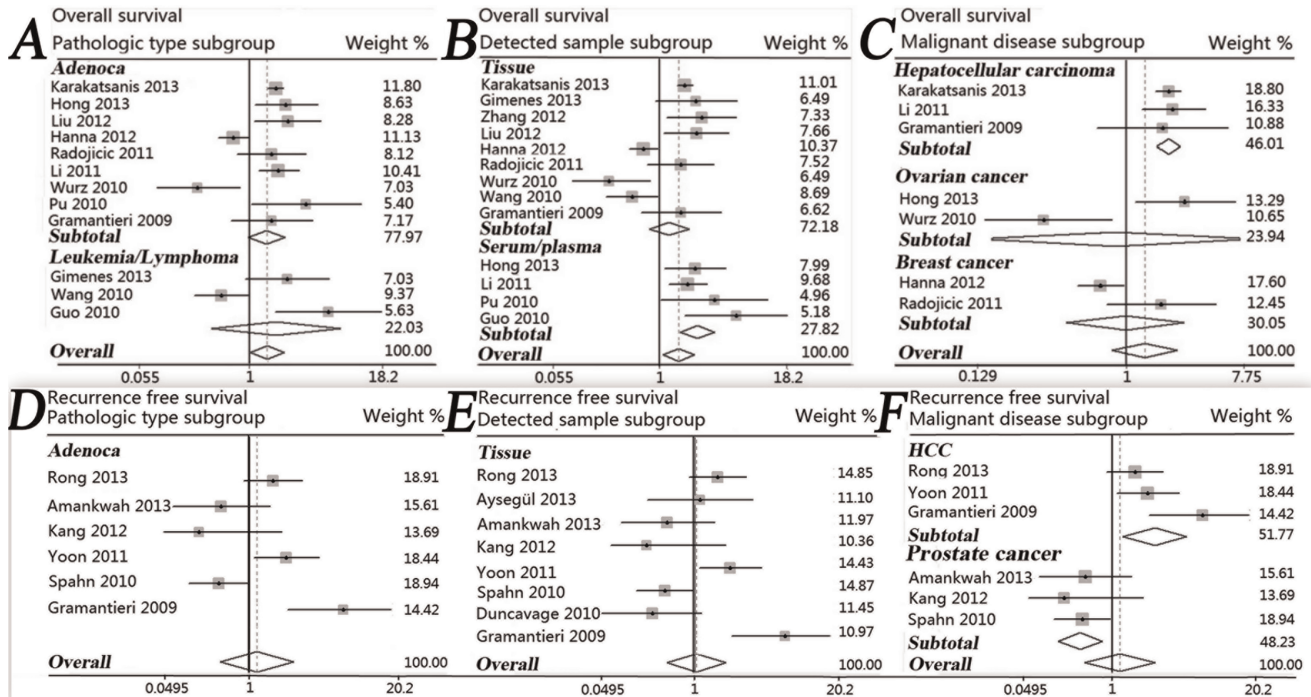 A
Overall survival
Pathologic type subgroup Weight %
Adenoca
Karakatsanis 2013 11.80
Hong 2013 8.63
Liu 2012 8.28
Hanna 2012 11.13
Radojicic 2011 8.12
Li 2011 10.41
Wurz 2010 7.03
Pu 2010 5.40
Gramantieri 2009 7.17
Subtotal 77.97
Leukemia/Lymphoma
Gimenes 2013 7.03
Wang 2010 9.37
Guo 2010 5.63
22.03
Overall 100.00
0.055 1 18.2
B
Overall survival
Detected sample subgroup Weight %
Tissue
Karakatsanis 2013 11.01
Gimenes 2013 6.49
Zhang 2012 7.33
Liu 2012 7.66
Hanna 2012 10.37
Radojicic 2011 7.52
Wurz 2010 6.49
Wang 2010 8.69
Gramantieri 2009 6.62
Subtotal 72.18
Serum/plasma
Hong 2013 7.99
Li 2011 9.68
Pu 2010 4.96
Guo 2010 5.18
Subtotal 27.82
Overall 100.00
0.055 1 18.2
C
Overall survival
Malignant disease subgroup Weight %
Hepatocellular carcinoma
Karakatsanis 2013 18.80
Li 2011 16.33
Gramantieri 2009 10.88
Subtotal 46.01
Ovarian cancer
Hong 2013 13.29
Wurz 2010 10.65
Subtotal 23.94
Breast cancer
Hanna 2012 17.60
Radojicic 2011 12.45
Subtotal 30.05
Overall 100.00
0.129 1 7.75
D
Recurrence free survival
Pathologic type subgroup Weight %
Adenoca
Rong 2013 18.91
Amankwah 2013 15.61
Kang 2012 13.69
Yoon 2011 18.44
Spahn 2010 18.94
Gramantieri 2009 14.42
Overall 100.00
0.0495 1 20.2
E
Recurrence free survival
Detected sample subgroup Weight %
Tissue
Rong 2013 14.85
Aysegül 2013 11.10
Amankwah 2013 11.97
Kang 2012 10.36
Yoon 2011 14.43
Spahn 2010 14.87
Duncavage 2010 11.45
Gramantieri 2009 10.97
Overall 100.00
0.0495 1 20.2
F
Recurrence free survival
Malignant disease subgroup Weight %
HCC
Rong 2013 18.91
Yoon 2011 18.44
Gramantieri 2009 14.42
Subtotal 51.77
Prostate cancer
Amankwah 2013 15.61
Kang 2012 13.69
Spahn 2010 18.94
Subtotal 48.23
Overall 100.00
0.0495 1 20.2